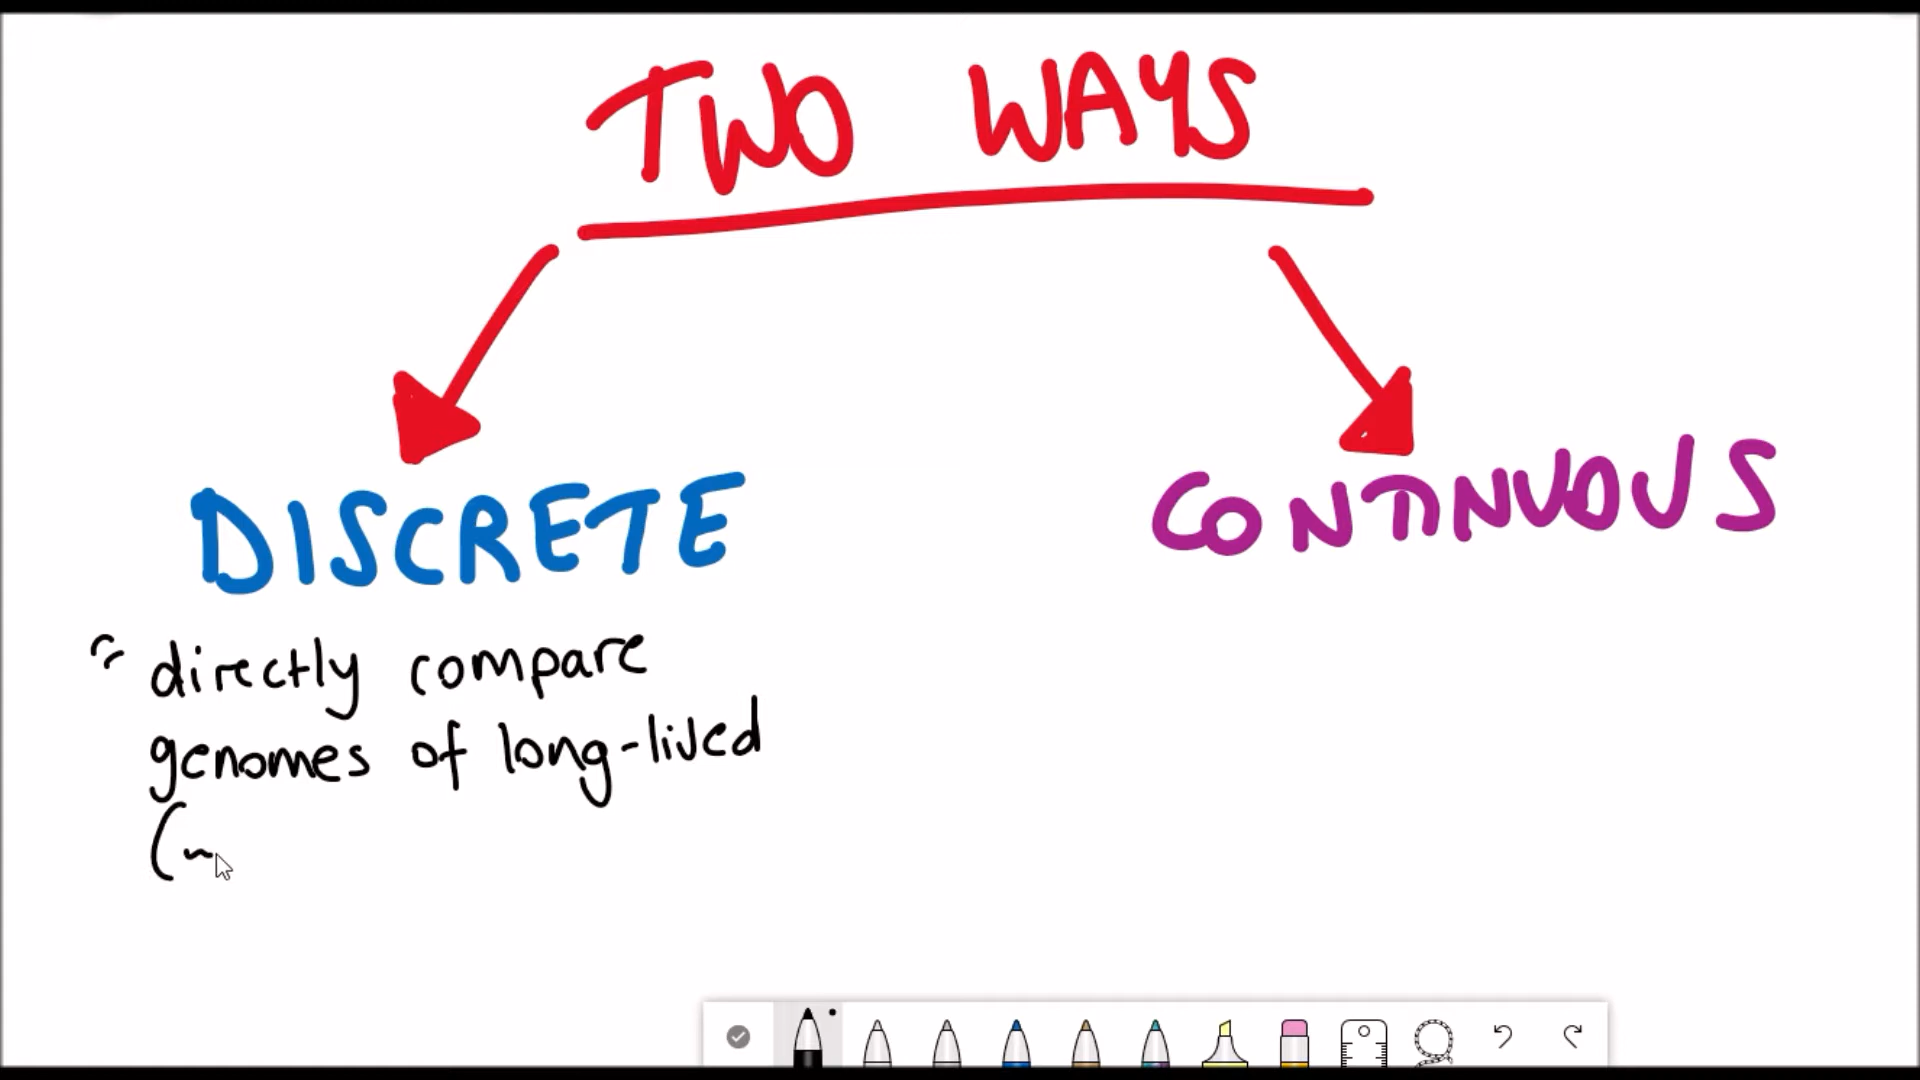 TWO WAYS
DISCRETE
CONTINUOUS
directly compare
genomes of long-lived
(